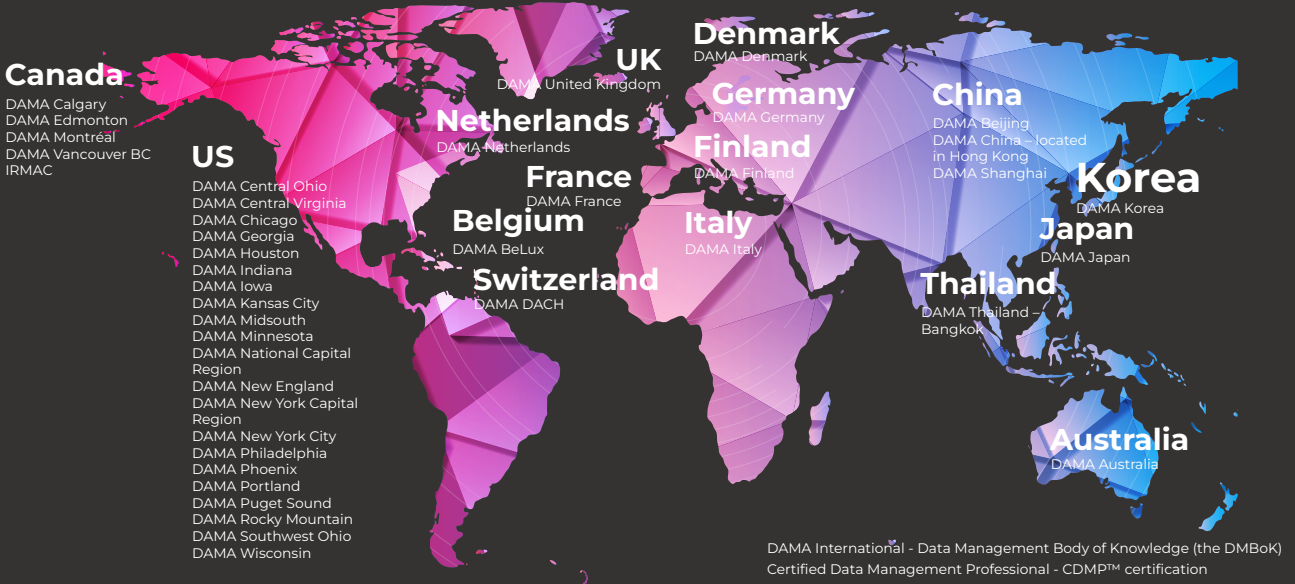 Canada
DAMA Calgary
DAMA Edmonton
DAMA Montréal
DAMA Vancouver BC
IRMAC
US
DAMA Central Ohio
DAMA Central Virginia
DAMA Chicago
DAMA Georgia
DAMA Houston
DAMA Indiana
DAMA Iowa
DAMA Kansas City
DAMA Midsouth
DAMA Minnesota
DAMA National Capital
Region
DAMA New England
DAMA New York Capital
Region
DAMA New York City
DAMA Philadelphia
DAMA Phoenix
DAMA Portland
DAMA Puget Sound
DAMA Rocky Mountain
DAMA Southwest Ohio
DAMA Wisconsin
UK
DAMA United Kingdom
Netherlands
DAMA Netherlands
France
DAMA France
Belgium
DAMA BeLux
Switzerland
DAMA DACH
Denmark
DAMA Denmark
Germany
DAMA Germany
Finland
DAMA Finland
Italy
DAMA Italy
China
DAMA Beijing
DAMA China – located
in Hong Kong
DAMA Shanghai
Korea
DAMA Korea
Japan
DAMA Japan
Thailand
DAMA Thailand –
Bangkok
Australia
DAMA Australia
DAMA International - Data Management Body of Knowledge (the DMBoK)
Certified Data Management Professional - CDMP™ certification